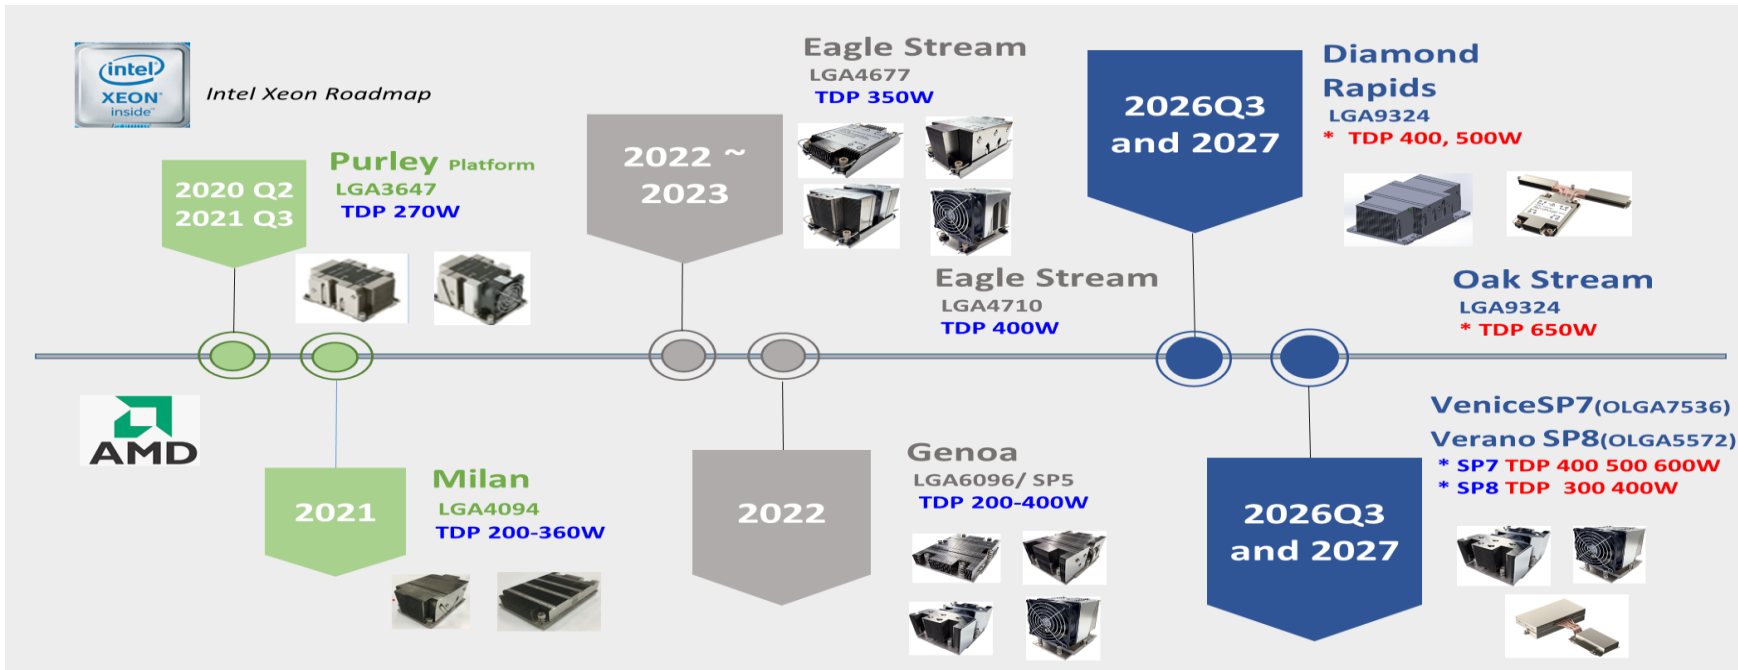 intel
XEON®
inside™
Intel Xeon Roadmap
2020 Q2
2021 Q3
Purley Platform
LGA3647
TDP 270W
2022 ~
2023
Eagle Stream
LGA4677
TDP 350W
Eagle Stream
LGA4710
TDP 400W
2026Q3
and 2027
Diamond
Rapids
LGA9324
* TDP 400, 500W
Oak Stream
LGA9324
* TDP 650W
AMD
2021
Milan
LGA4094
TDP 200-360W
2022
Genoa
LGA6096/ SP5
TDP 200-400W
2026Q3
and 2027
VeniceSP7(OLGA7536)
Verano SP8(OLGA5572)
* SP7 TDP 400 500 600W
* SP8 TDP 300 400W